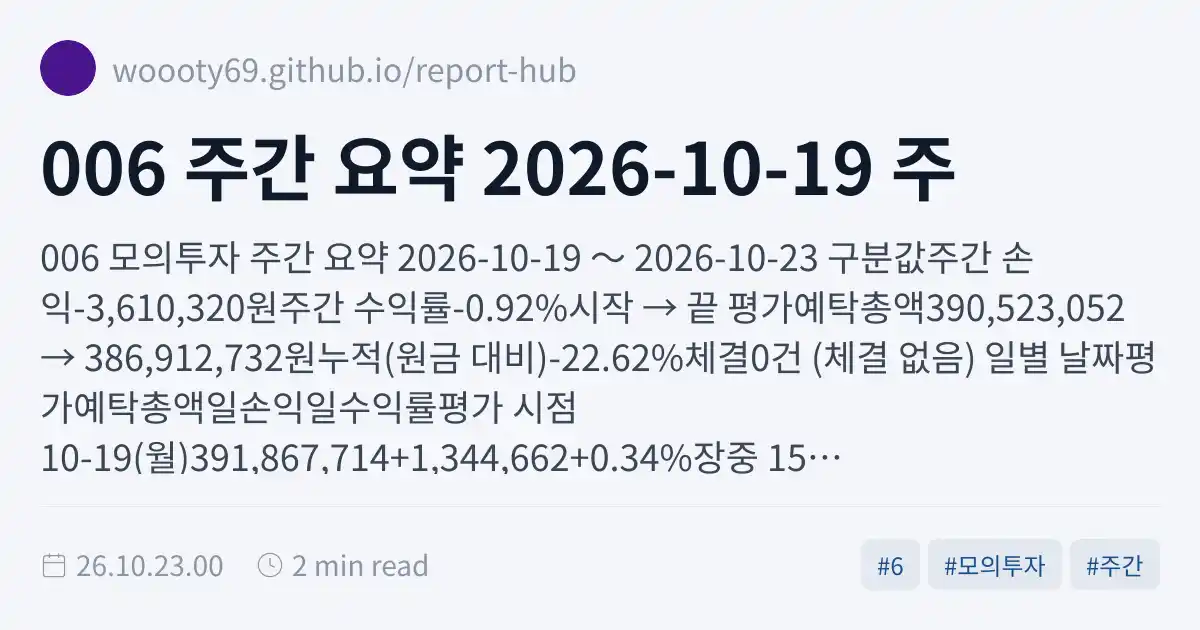 woooty69.github.io/report-hub
006 주간 요약 2026-10-19 주
006 모의투자 주간 요약 2026-10-19 ～ 2026-10-23 구분값주간 손
익-3,610,320원주간 수익률-0.92%시작 → 끝 평가예탁총액390,523,052
→ 386,912,732원누적(원금 대비)-22.62%체결0건 (체결 없음) 일별 날짜평
가예탁총액일손익일수익률평가 시점
10-19(월)391,867,714+1,344,662+0.34%장중 15…
26.10.23.00
2 min read
#6
#모의투자
#주간